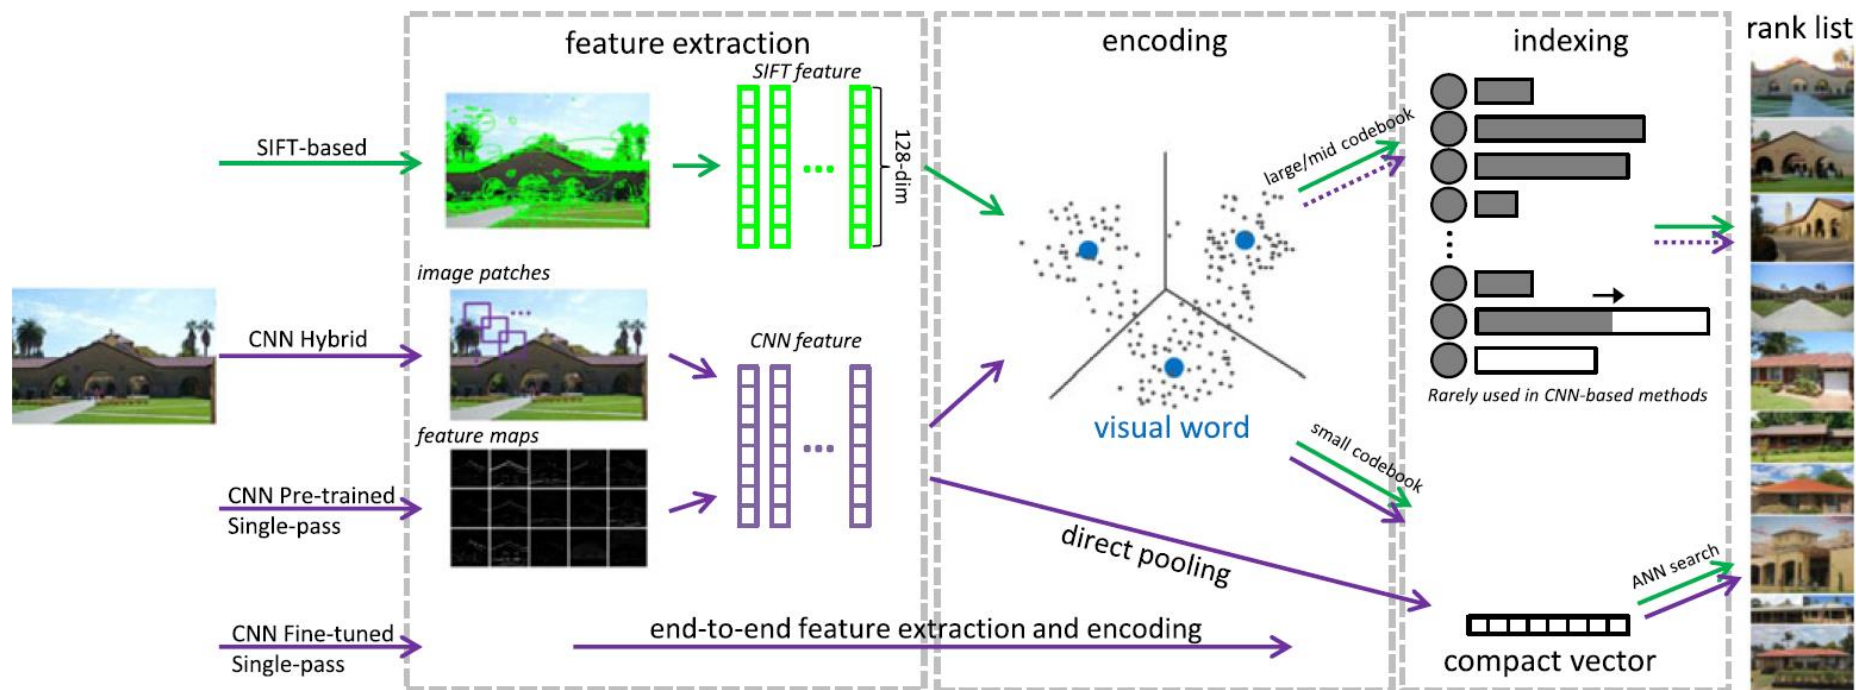 feature extraction
encoding
indexing
rank list
SIFT feature
SIFT-based
128-dim
large/mid codebook
image patches
CNN Hybrid
CNN feature
Rarely used in CNN-based methods
visual word
feature maps
small codebook
CNN Pre-trained
Single-pass
direct pooling
ANN search
CNN Fine-tuned
Single-pass
end-to-end feature extraction and encoding
compact vector